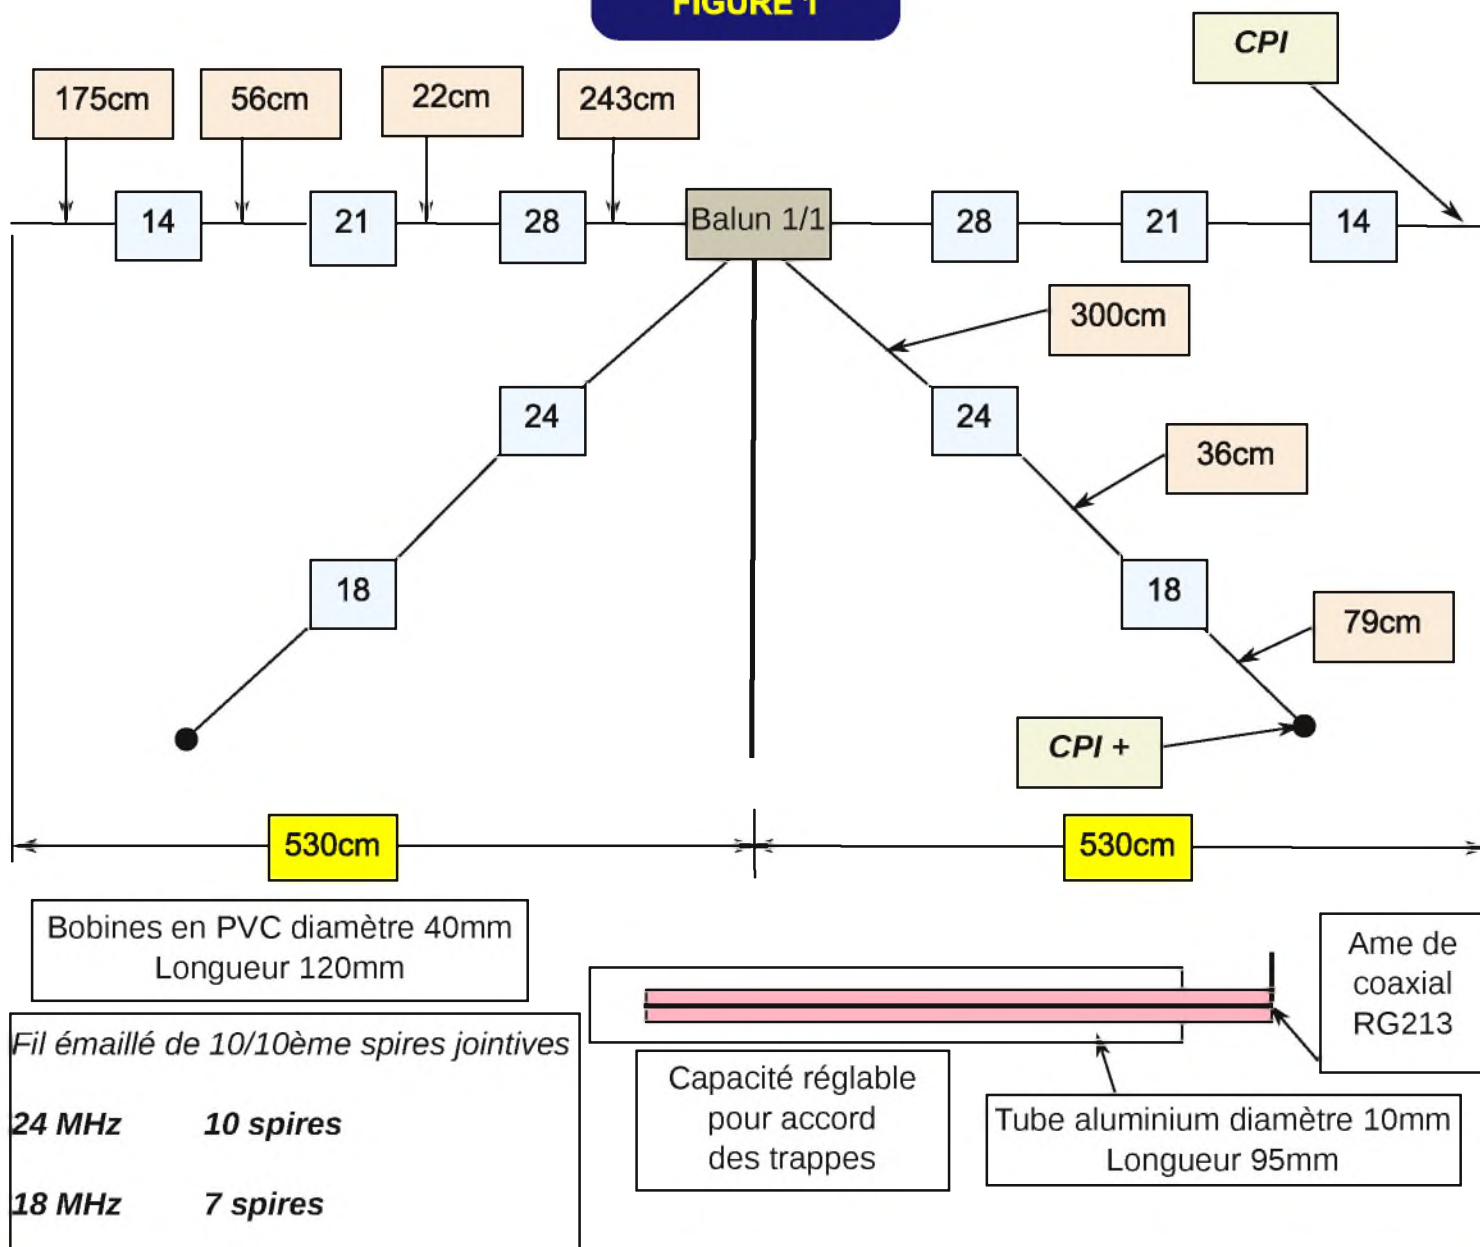 FIGURE 1
CPI
175cm
56cm
22cm
243cm
14
21
28
Balun 1/1
28
21
14
300cm
24
24
36cm
18
18
79cm
CPI +
530cm
530cm
Bobines en PVC diamètre 40mm
Longueur 120mm
Ame de
coaxial
RG213
Fil émaillé de 10/10ème spires jointives
24 MHz 10 spires
18 MHz 7 spires
Capacité réglable
pour accord
des trappes
Tube aluminium diamètre 10mm
Longueur 95mm